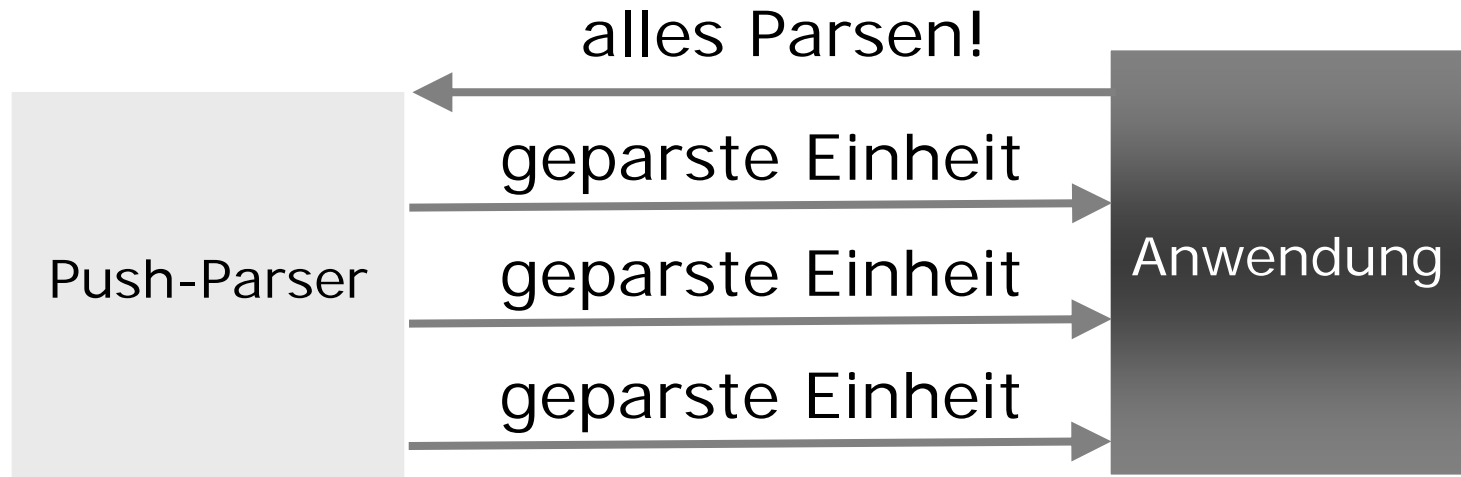 alles Parsen!
geparste Einheit
Push-Parser
geparste Einheit
Anwendung
geparste Einheit